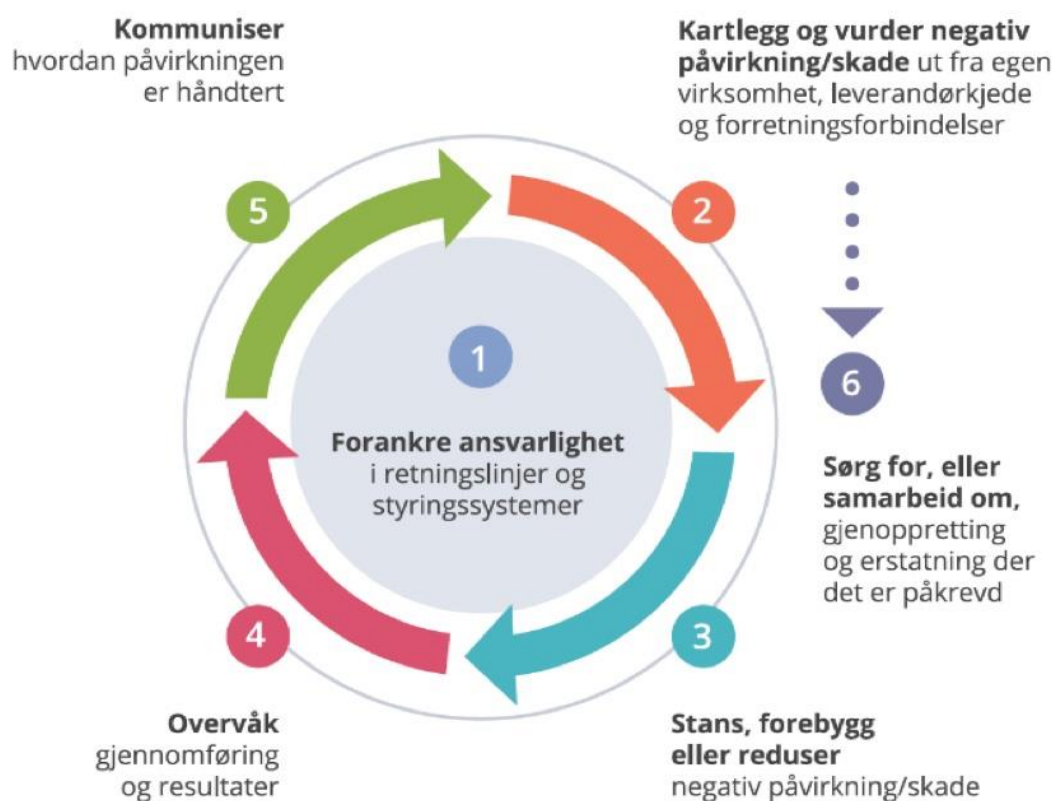 Kommuniser
hvordan påvirkningen
er håndtert
5
Kartlegg og vurder negativ
påvirkning/skade ut fra egen
virksomhet, leverandørkjede
og forretningsforbindelser
2
1
Forankre ansvarlighet
i retningslinjer og
styringssystemer
6
Sørg for, eller
samarbeid om,
gjenoppretting
og erstatning der
det er påkrevd
4
Overvåk
gjennomføring
og resultater
3
Stans, forebygg
eller reduser
negativ påvirkning/skade